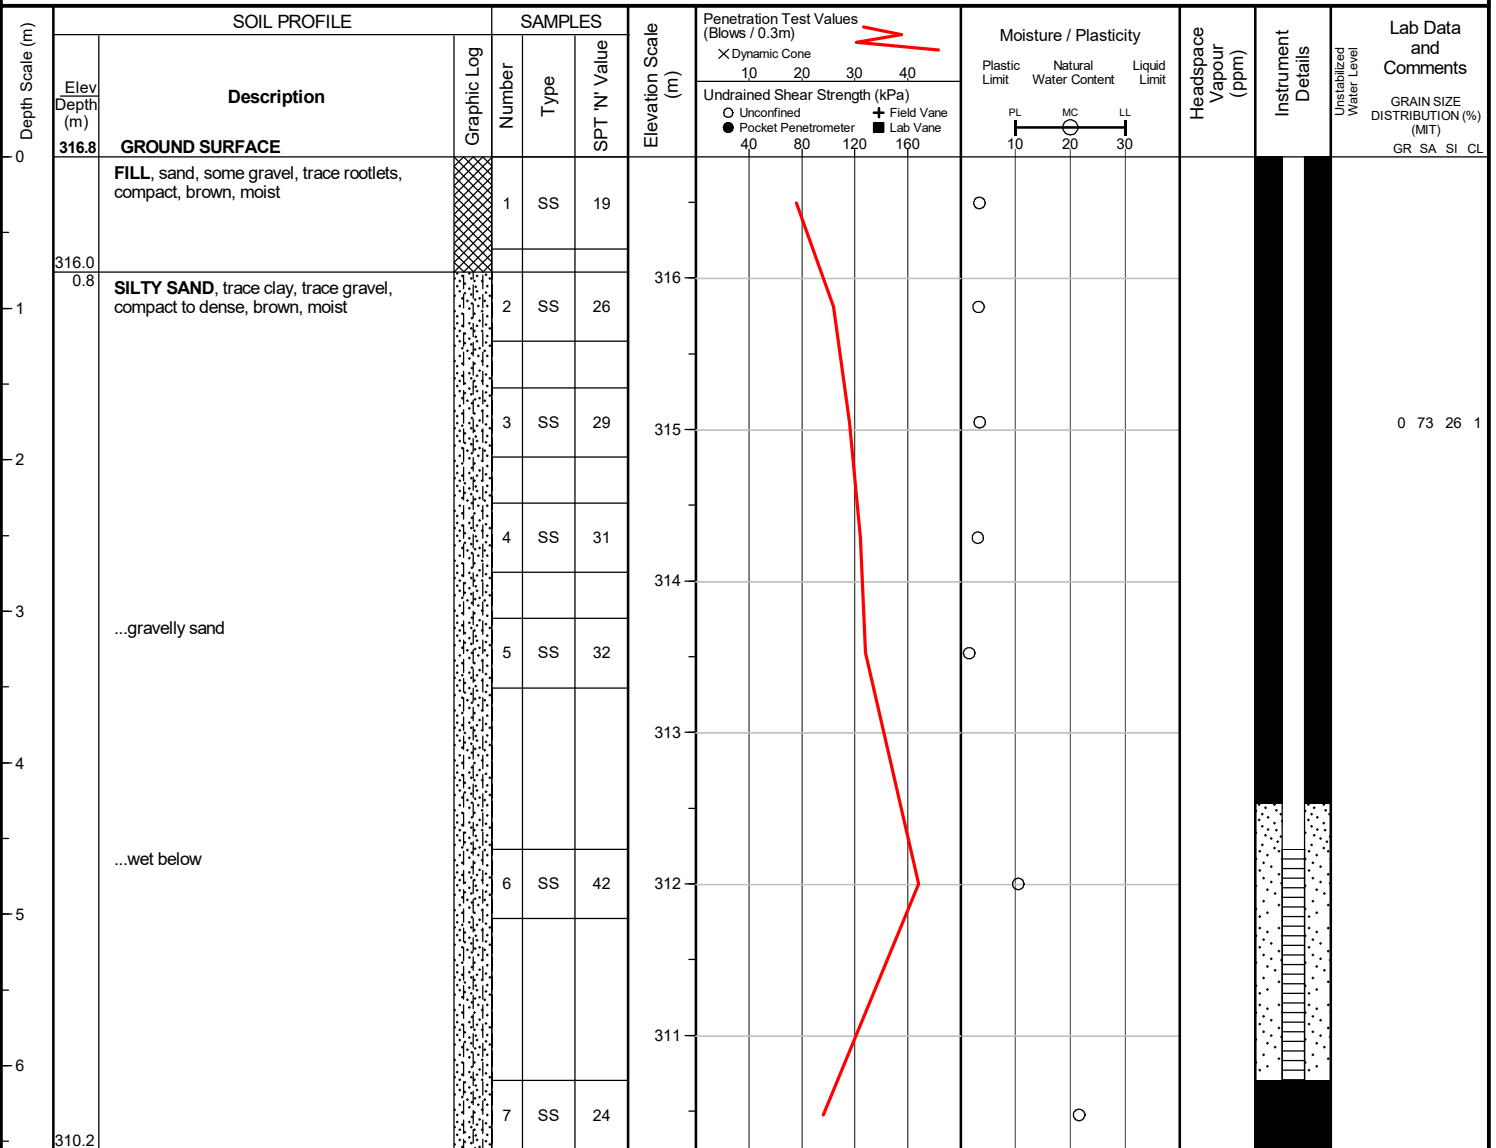 SOIL PROFILE
SAMPLES
Depth Scale (m)
Elev
Depth
(m)
316.8
Description
GROUND SURFACE
Graphic Log
Number
Type
SPT 'N' Value
Elevation Scale
(m)
Penetration Test Values
(Blows / 0.3m)
Dynamic Cone
10 20 30 40
Undrained Shear Strength (kPa)
Unconfined Field Vane
Pocket Penetrometer Lab Vane
40 80 120 160
Moisture / Plasticity
Plastic Natural Liquid
Limit Water Content Limit
PL MC LL
10 20 30
Headspace
Vapour
(ppm)
Instrument
Details
Unstabilized
Water Level
Lab Data
and
Comments
GRAIN SIZE
DISTRIBUTION (%)
(MIT)
GR SA SI CL
0
FILL, sand, some gravel, trace rootlets,
compact, brown, moist
1 SS 19
316.0
0.8
316
SILTY SAND, trace clay, trace gravel,
compact to dense, brown, moist
1
2 SS 26
3 SS 29
315
0 73 26 1
2
4 SS 31
314
3
...gravelly sand
5 SS 32
313
4
...wet below
6 SS 42
312
5
311
6
7 SS 24
310.2